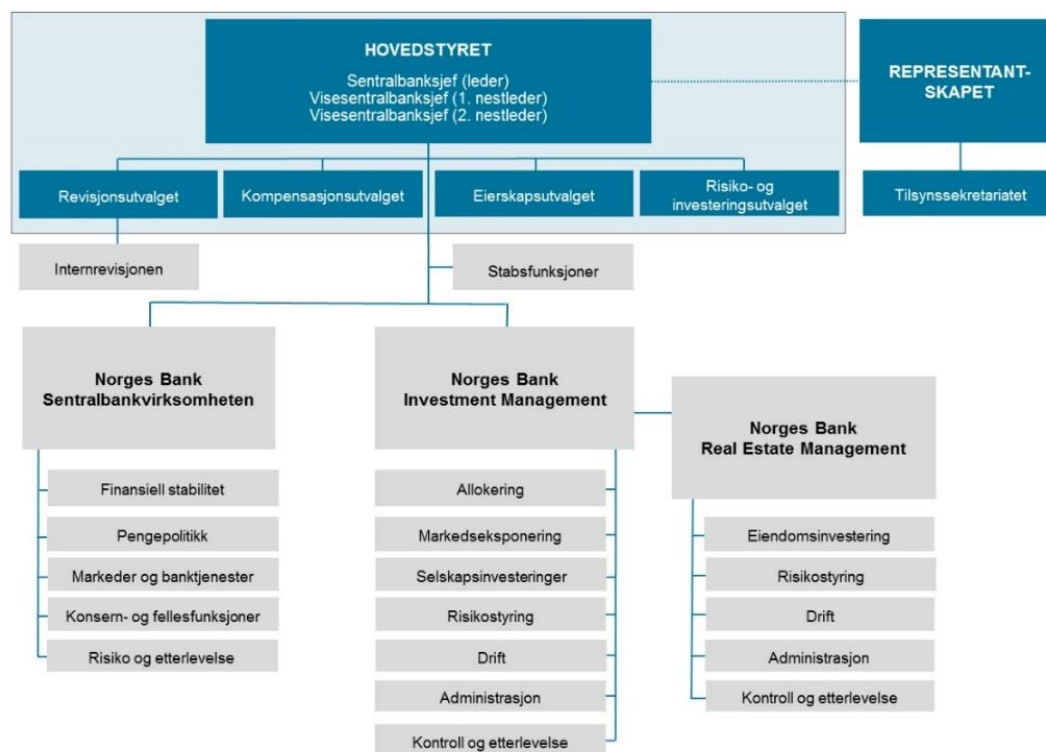 HOVEDSTYRET
Sentralbanksjef (leder)
Visesentralbanksjef (1. nestleder)
Visesentralbanksjef (2. nestleder)
REPRESENTANT-
SKAPET
Revisjonsutvalget
Kompensasjonsutvalget
Eierskapsutvalget
Risiko- og
investeringsutvalget
Tilsynssekretariatet
Internrevisjonen
Stabsfunksjoner
Norges Bank
Sentralbankvirksomheten
Finansiell stabilitet
Pengepolitikk
Markeder og banktjenester
Konsern- og fellesfunksjoner
Risiko og etterlevelse
Norges Bank
Investment Management
Allokering
Markedseksponering
Selskapsinvesteringer
Risikostyring
Drift
Administrasjon
Kontroll og etterlevelse
Norges Bank
Real Estate Management
Eiendomsinvestering
Risikostyring
Drift
Administrasjon
Kontroll og etterlevelse